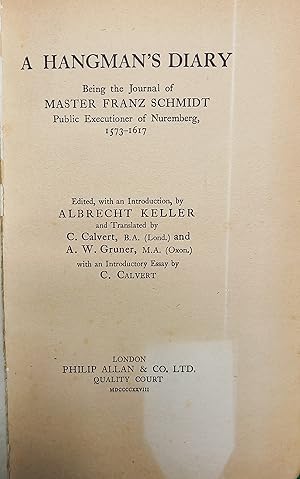 A HANGMAN'S DIARY
Being the Journal of
MASTER FRANZ SCHMIDT
Public Executioner of Nuremberg,
1573-1617
Edited, with an Introduction, by
ALBRECHT KELLER
and Translated by
C. Calvert, B.A. (Lond.) and
A. W. Gruner, M.A. (Oxon.)
with an Introductory Essay by
C. CALVERT
LONDON
PHILIP ALLAN & CO. LTD.
QUALITY COURT
MDCCCCXXVIII